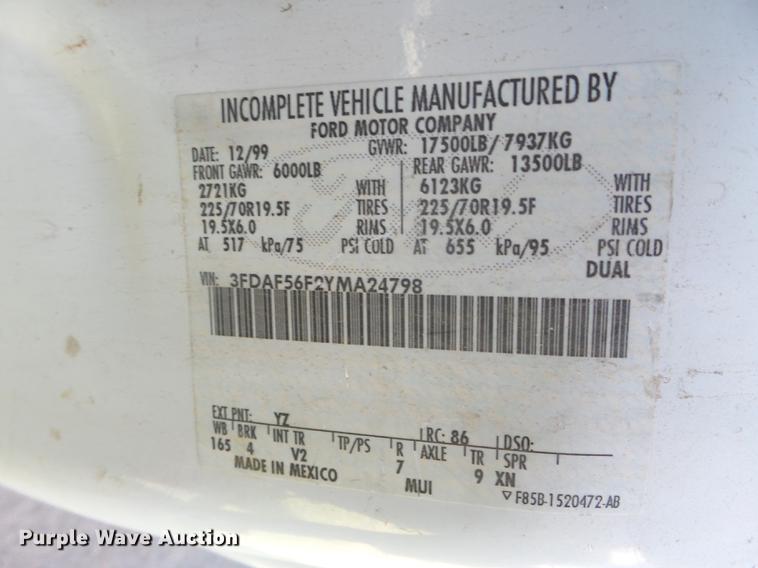 INCOMPLETE VEHICLE MANUFACTURED BY
FORD MOTOR COMPANY
DATE: 12/99 GVWR: 17500LB/ 7937KG
FRONT GAWR: 6000LB REAR GAWR: 13500LB
2721KG WITH 6123KG WITH
225/70R19.5F TIRES 225/70R19.5F TIRES
19.5X6.0 RIMS 19.5X6.0 RIMS
AT 517 kPa/75 PSI COLD AT 655 kPa/95 PSI COLD
DUAL
VIN: 3FDAF56F2YMA24798
EXT PNT: YZ RC: 86 DSO:
WB BRK INT TR TP/PS R AXLE TR SPR
165 4 V2 7 9 XN
MADE IN MEXICO MUI
▽ F85B-1520472-AB
Purple Wave Auction
Purple Wave Auction